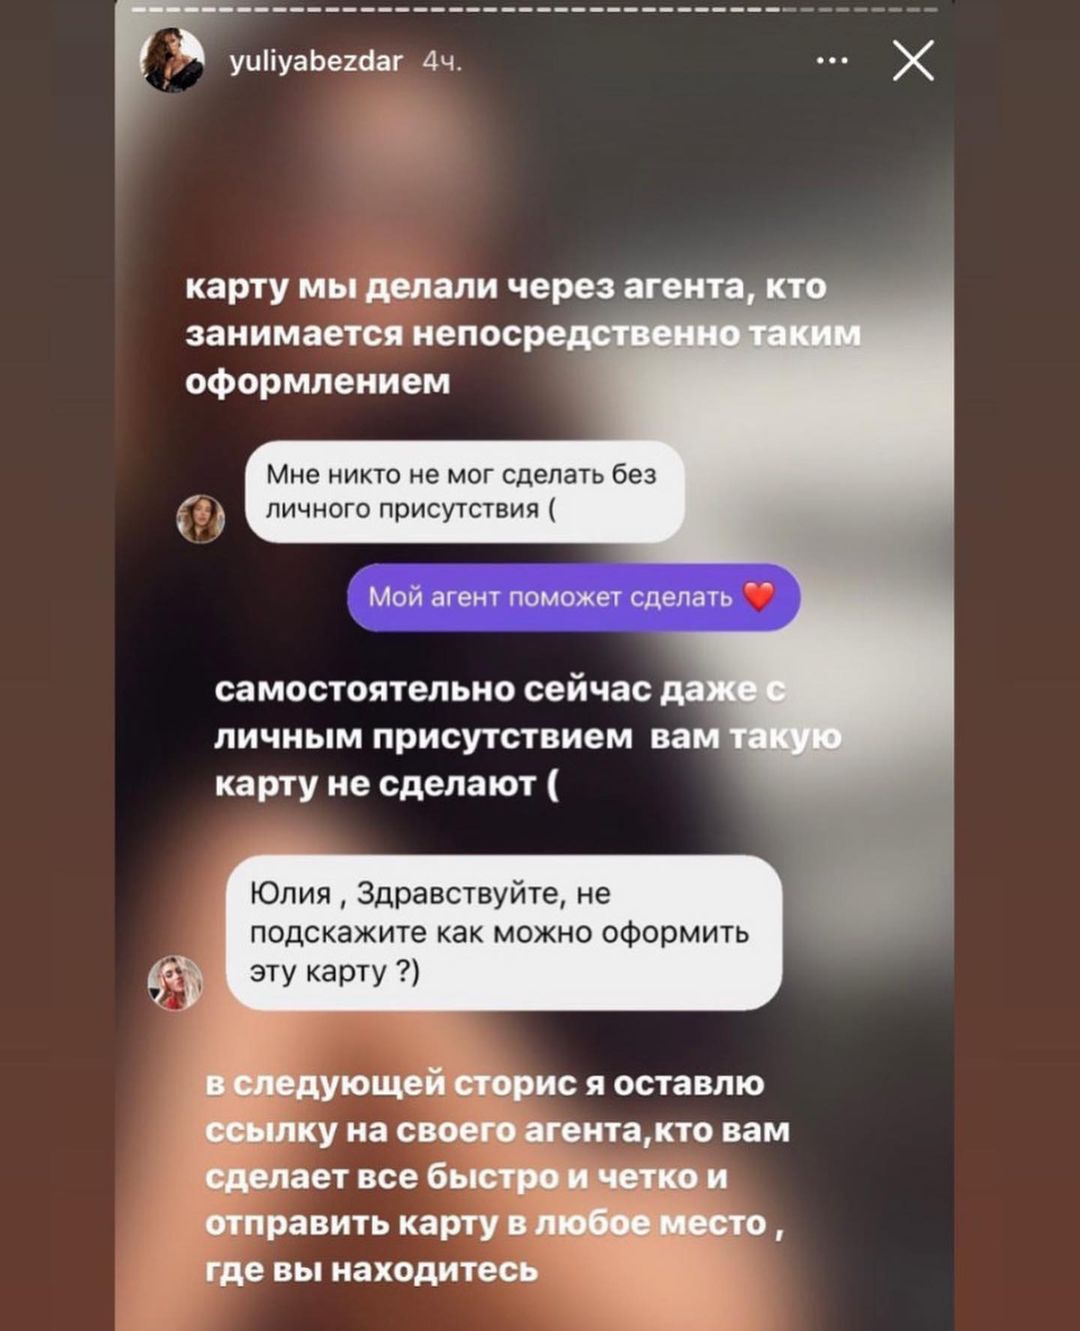 yuliyabezdar 4ч.
карту мы делали через агента, кто
занимается непосредственно таким
оформлением
Мне никто не мог сделать без
личного присутствия (
Мой агент поможет сделать ❤️
самостоятельно сейчас даже с
личным присутствием вам такую
карту не сделают (
Юлия , Здравствуйте, не
подскажите как можно оформить
эту карту ?)
в следующей сторис я оставлю
ссылку на своего агента,кто вам
сделает все быстро и четко и
отправить карту в любое место ,
где вы находитесь